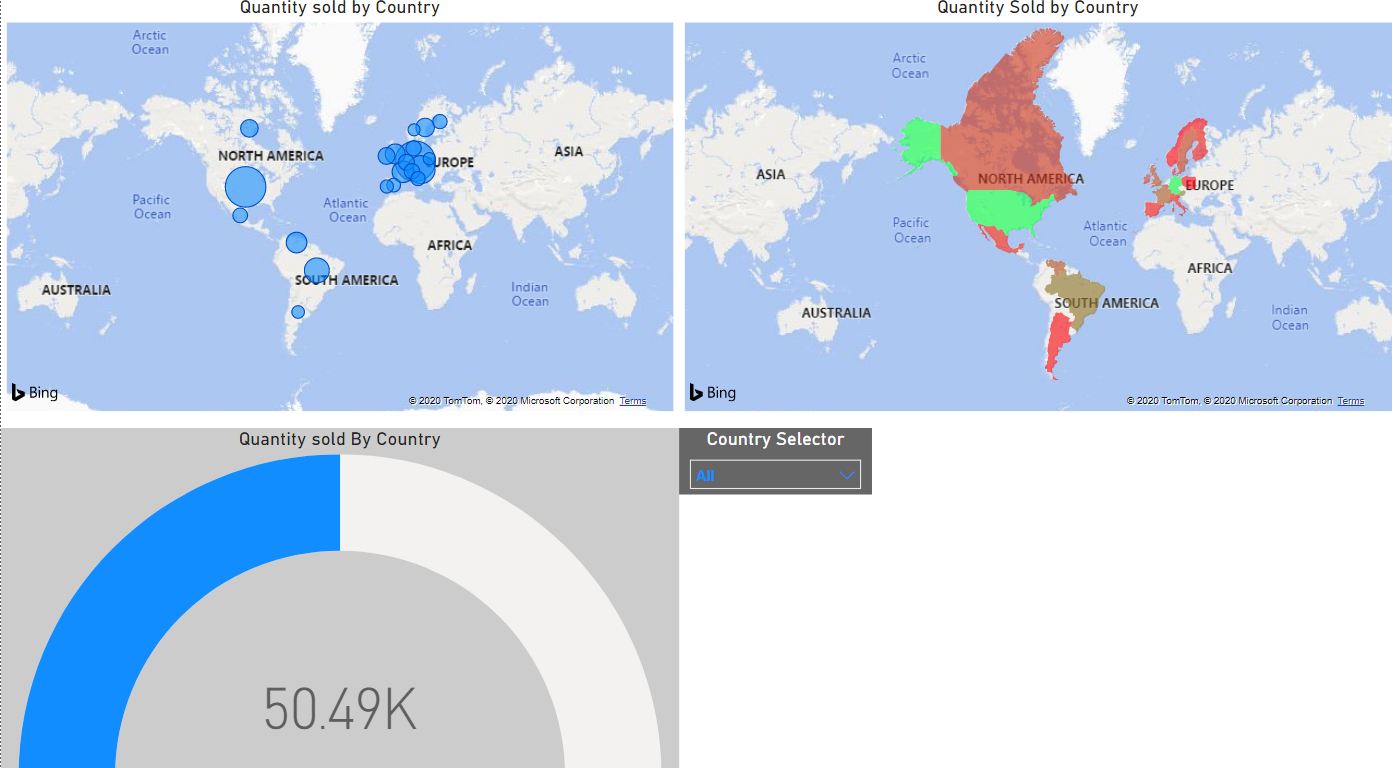 Quantity sold by Country
Arctic
Ocean
NORTH AMERICA
UROPE
ASIA
Pacific
Ocean
Atlantic
Ocean
AFRICA
SOUTH AMERICA
AUSTRALIA
Indian
Ocean
Bing
© 2020 TomTom, © 2020 Microsoft Corporation Terms
Quantity Sold by Country
Arctic
Ocean
ASIA
NORTH AMERICA
EUROPE
Pacific
Ocean
Atlantic
Ocean
AFRICA
SOUTH AMERICA
AUSTRALIA
Indian
Ocean
Bing
© 2020 TomTom, © 2020 Microsoft Corporation Terms
Quantity sold By Country
50.49K
Country Selector
All